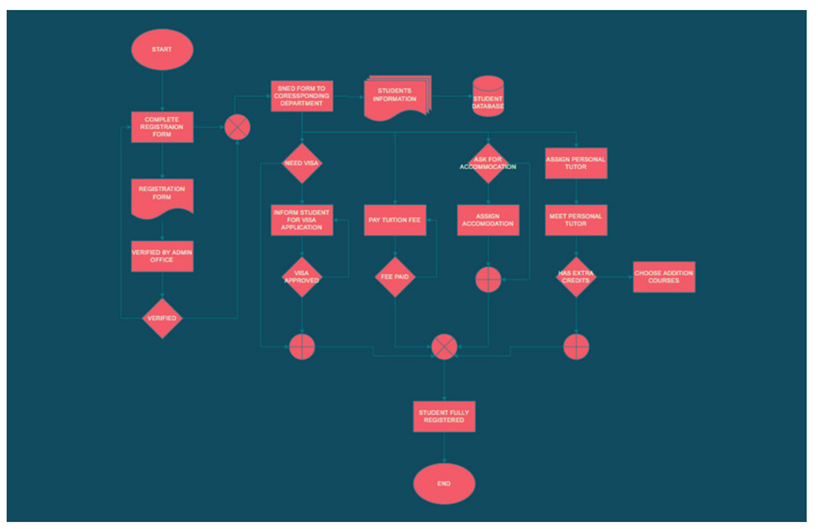 START
COMPLETE
REGISTRAION
FORM
REGISTRATION
FORM
VERIFIED BY ADMIN
OFFICE
VERIFIED
SNED FORM TO
CORESSPONDING
DEPARTMENT
STUDENTS
INFORMATION
STUDENT
DATABASE
NEED VISA
INFORM STUDENT
FOR VISA
APPLICATION
VISA
APPROVED
PAY TUITION FEE
FEE PAID
ASK FOR
ACCOMMOCATION
ASSIGN
ACCOMODATION
ASSIGN PERSONAL
TUTOR
MEET PERSONAL
TUTOR
HAS EXTRA
CREDITS
CHOOSE ADDITION
COURSES
STUDENT FULLY
REGISTERED
END